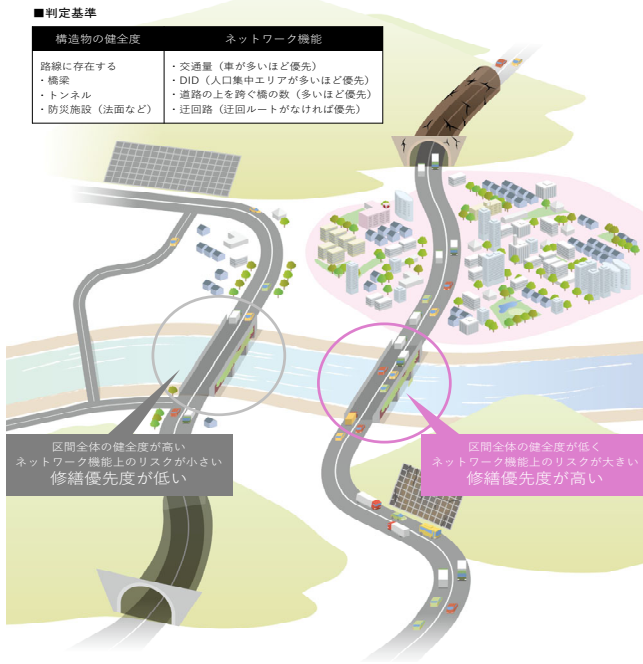 ■判定基準
構造物の健全度
ネットワーク機能
路線に存在する
・橋梁
・トンネル
・防災施設（法面など）
・交通量（車が多いほど優先）
・DID（人口集中エリアが多いほど優先）
・道路の上を跨ぐ橋の数（多いほど優先）
・迂回路（迂回ルートがなければ優先）
区間全体の健全度が高い
ネットワーク機能上のリスクが小さい
修繕優先度が低い
区間全体の健全度が低く
ネットワーク機能上のリスクが大きい
修繕優先度が高い